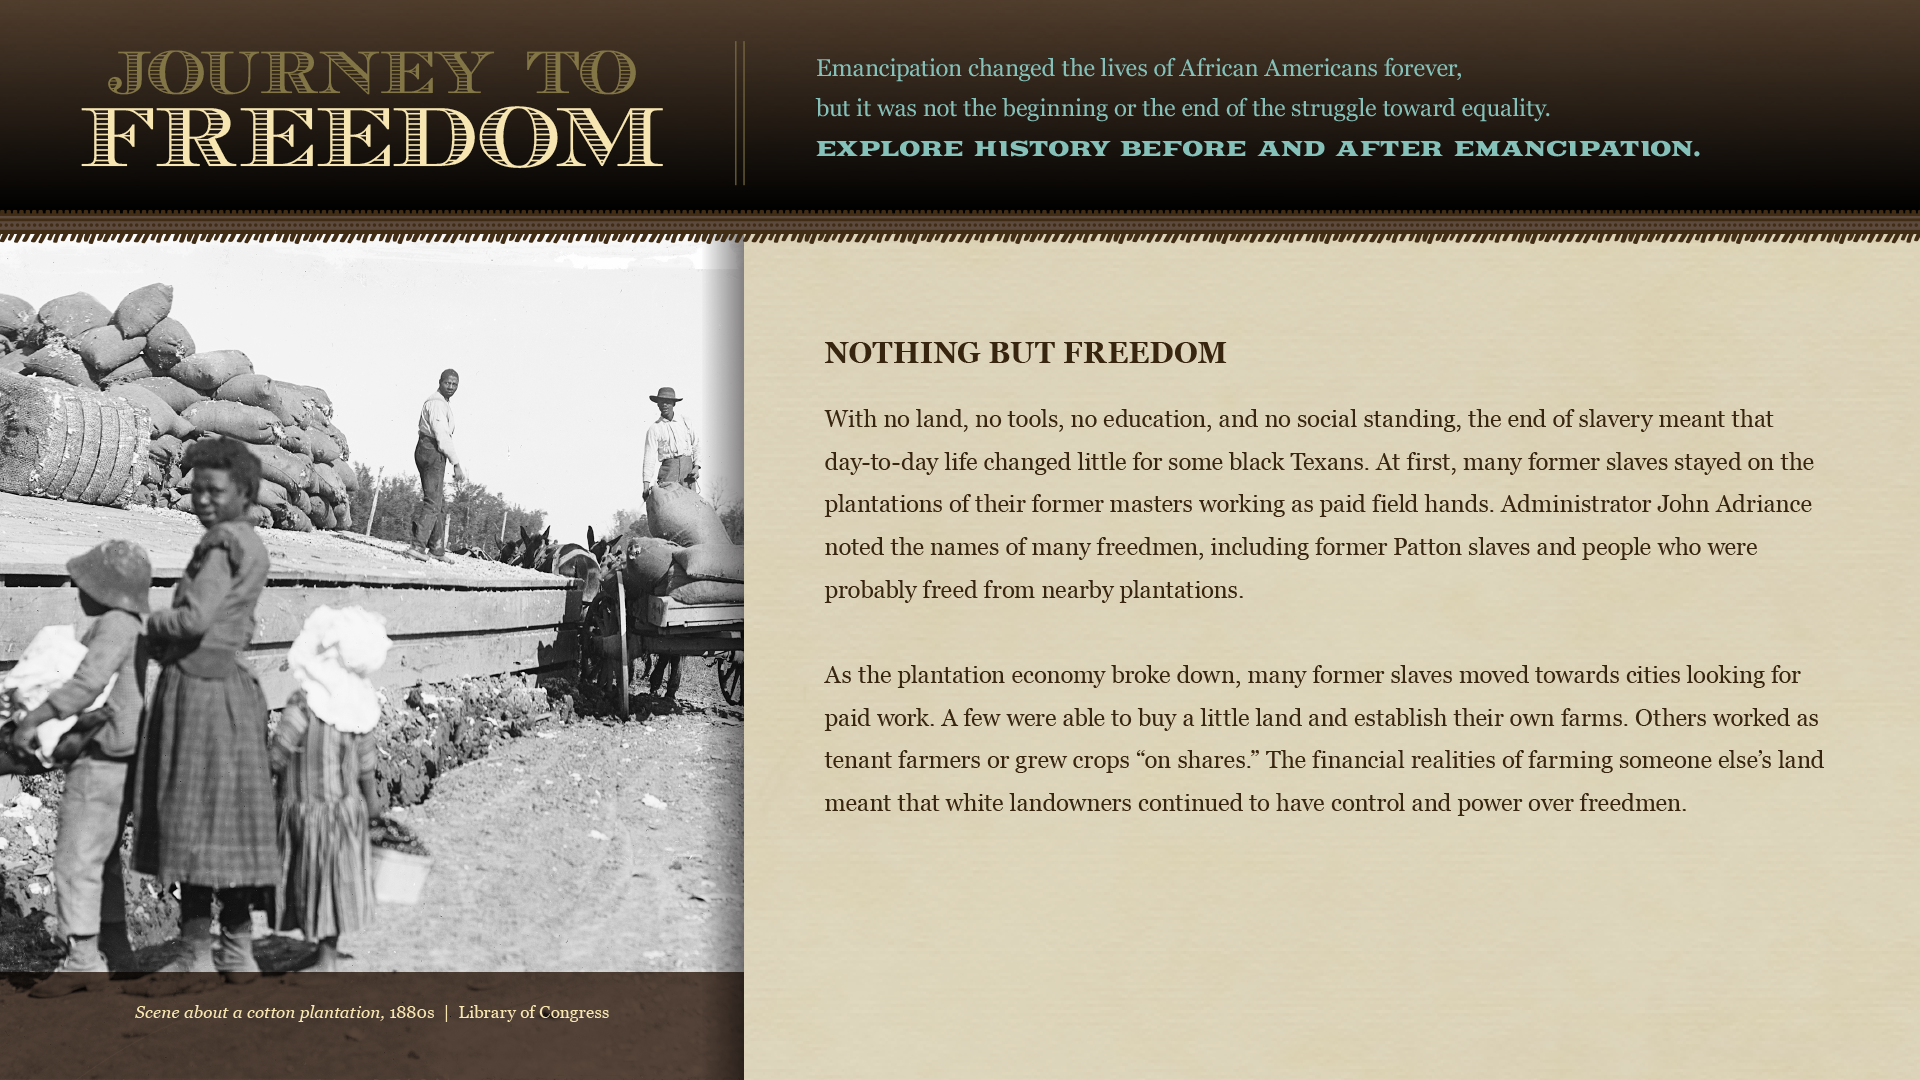 JOURNEY TO
FREEDOM
Emancipation changed the lives of African Americans forever,
but it was not the beginning or the end of the struggle toward equality.
EXPLORE HISTORY BEFORE AND AFTER EMANCIPATION.
NOTHING BUT FREEDOM
With no land, no tools, no education, and no social standing, the end of slavery meant that
day-to-day life changed little for some black Texans. At first, many former slaves stayed on the
plantations of their former masters working as paid field hands. Administrator John Adriance
noted the names of many freedmen, including former Patton slaves and people who were
probably freed from nearby plantations.
As the plantation economy broke down, many former slaves moved towards cities looking for
paid work. A few were able to buy a little land and establish their own farms. Others worked as
tenant farmers or grew crops “on shares.” The financial realities of farming someone else’s land
meant that white landowners continued to have control and power over freedmen.
Scene about a cotton plantation, 1880s | Library of Congress